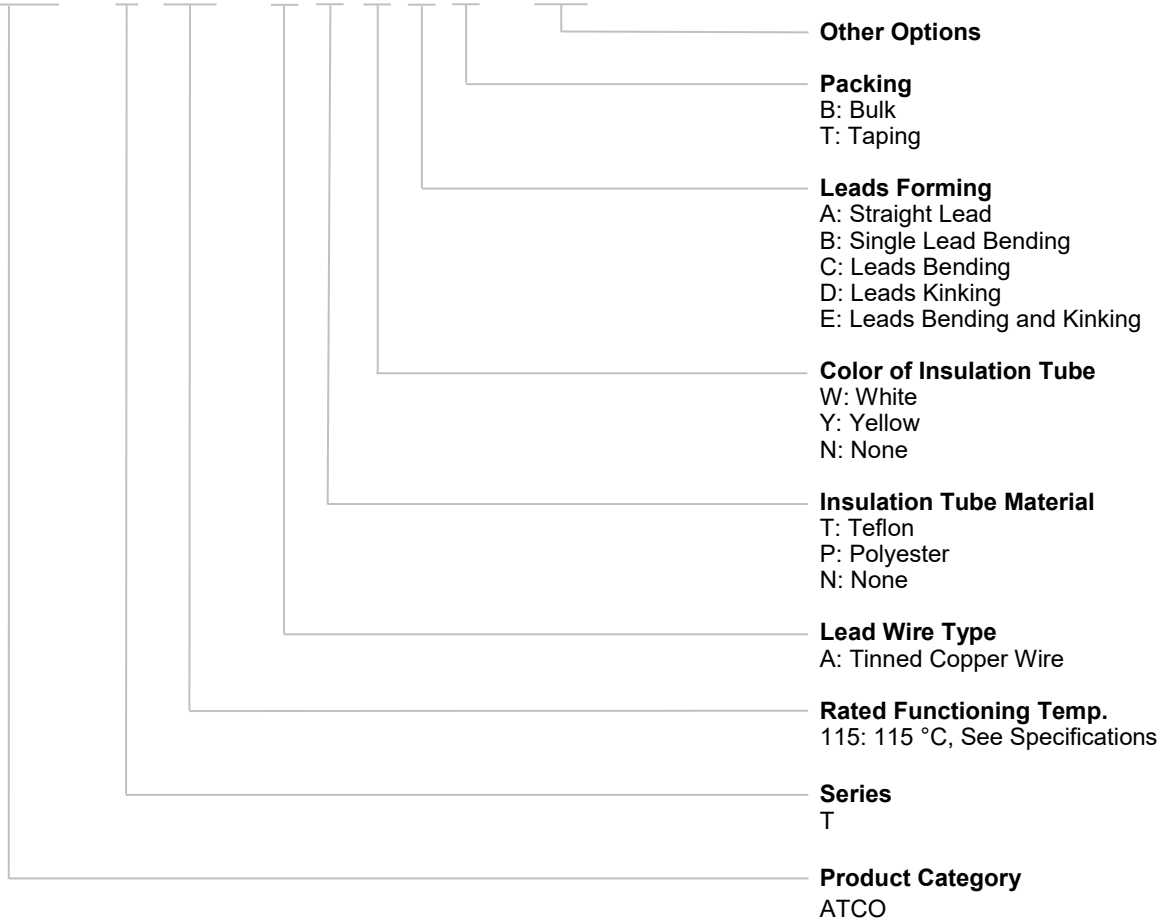 Other Options
Packing
B: Bulk
T: Taping
Leads Forming
A: Straight Lead
B: Single Lead Bending
C: Leads Bending
D: Leads Kinking
E: Leads Bending and Kinking
Color of Insulation Tube
W: White
Y: Yellow
N: None
Insulation Tube Material
T: Teflon
P: Polyester
N: None
Lead Wire Type
A: Tinned Copper Wire
Rated Functioning Temp.
115: 115 °C, See Specifications
Series
T
Product Category
ATCO